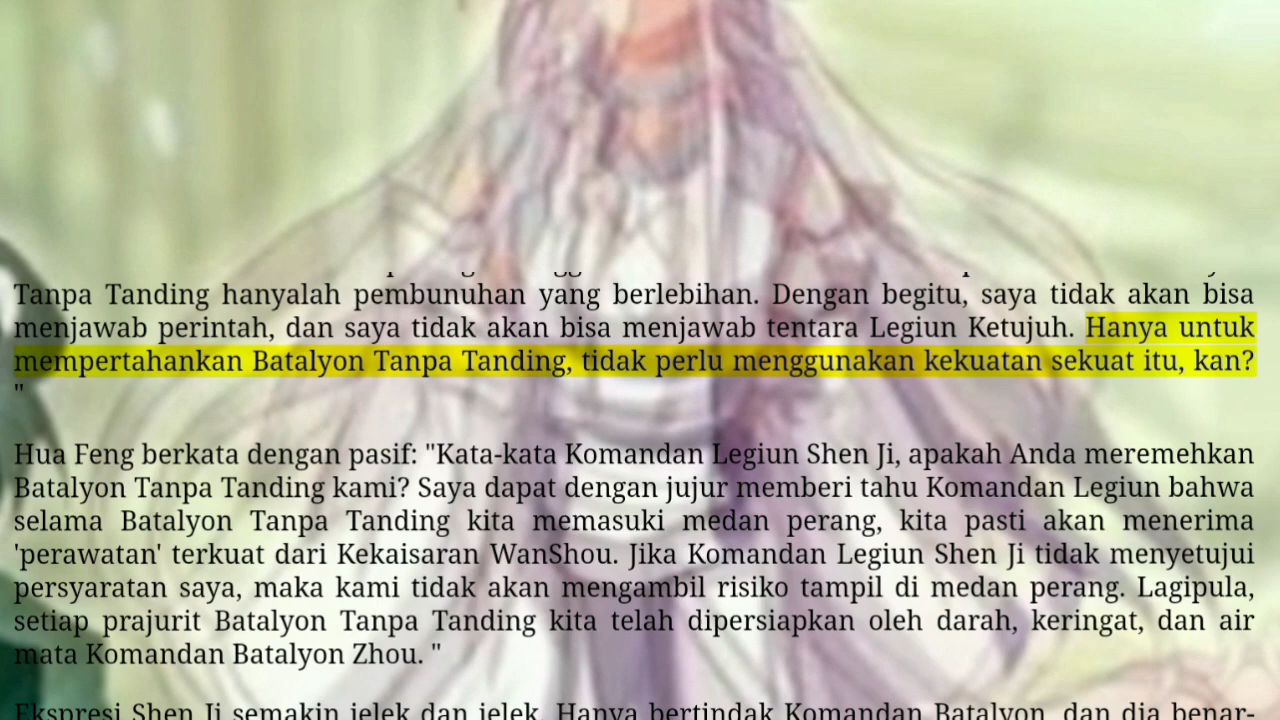 Tanpa Tanding hanyalah pembunuhan yang berlebihan. Dengan begitu, saya tidak akan bisa
menjawab perintah, dan saya tidak akan bisa menjawab tentara Legiun Ketujuh. Hanya untuk
mempertahankan Batalyon Tanpa Tanding, tidak perlu menggunakan kekuatan sekuat itu, kan?
"
Hua Feng berkata dengan pasif: "Kata-kata Komandan Legiun Shen Ji, apakah Anda meremehkan
Batalyon Tanpa Tanding kami? Saya dapat dengan jujur memberi tahu Komandan Legiun bahwa
selama Batalyon Tanpa Tanding kita memasuki medan perang, kita pasti akan menerima
'perawatan' terkuat dari Kekaisaran WanShou. Jika Komandan Legiun Shen Ji tidak menyetujui
persyaratan saya, maka kami tidak akan mengambil risiko tampil di medan perang. Lagipula,
setiap prajurit Batalyon Tanpa Tanding kita telah dipersiapkan oleh darah, keringat, dan air
mata Komandan Batalyon Zhou. "
Ekspresi Shen Ji semakin jelek dan jelek. Hanya bertindak Komandan Batalyon, dan dia benar-